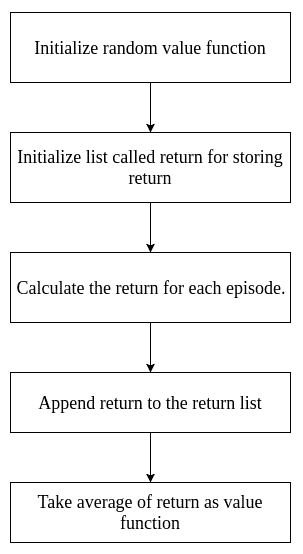 Initialize random value function
Initialize list called return for storing
return
Calculate the return for each episode.
Append return to the return list
Take average of return as value
function